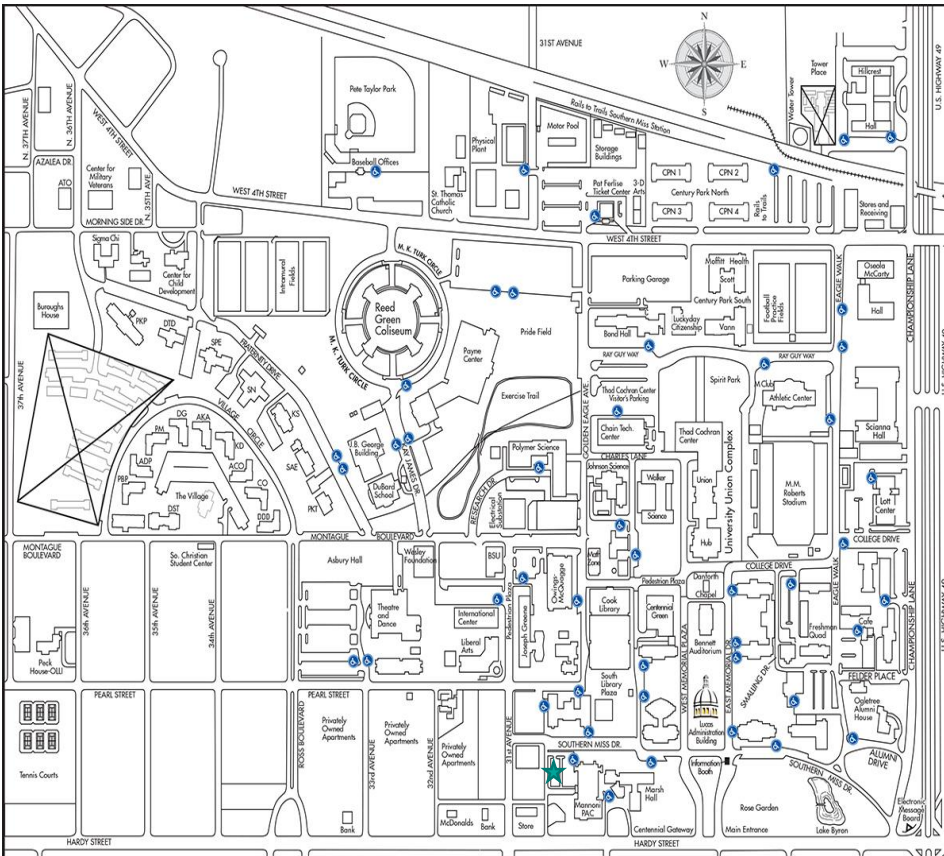 N
W
E
S
31ST AVENUE
Tower
Place
Water Tower
Hillcrest
Hall
U.S. HIGHWAY 49
N. 37TH AVENUE
N. 36TH AVENUE
WEST 4TH STREET
Pete Taylor Park
Rails to Trails Southern Miss Station
Motor Pool
Storage
Buildings
Physical
Plant
AZALEA DR.
ATO
Center for
Military
Veterans
N. 35TH AVE.
Baseball Offices
St. Thomas
Catholic
Church
WEST 4TH STREET
Pat Ferlise
Ticket Center
3-D
Arts
CPN 1
CPN 2
Century Park North
CPN 3
CPN 4
Rails
to Trails
Stores and
Receiving
MORNING SIDE DR.
Sigma Chi
Center for
Child
Development
Intramural
Fields
M. K. TURK CIRCLE
WEST 4TH STREET
Parking Garage
Moffitt Health
Scott
Century Park South
Football
Practice
Fields
EAGLE WALK
Oseola
McCarty
Hall
CHAMPIONSHIP LANE
Buroughs
House
PKP
DTD
SPE
Reed
Green
Coliseum
Payne
Center
Pride Field
Bond Hall
Luckyday
Citizenship
Vann
RAY GUY WAY
RAY GUY WAY
37th AVENUE
FRATERNITY DRIVE
SN
M. K. TURK CIRCLE
Exercise Trail
GOLDEN EAGLE AVE.
Thad Cochran Center
Visitor's Parking
Spirit Park
M Club
Athletic Center
VILLAGE
CIRCLE
KS
DG
AKA
PM
KD
ADP
ACO
SAE
PBP
CO
The Village
DST
DDD
PKT
J.B. George
Building
DuBard
School
RAY JAMES DR.
Polymer Science
RESEARCH DR.
Electrical
Substation
Chain Tech.
Center
CHARLES LANE
Thad Cochran
Center
Scianna
Hall
Johnson Science
Walker
Science
Union
University Union Complex
M.M.
Roberts
Stadium
Lott
Center
Hub
MONTAGUE
BOULEVARD
MONTAGUE
BOULEVARD
So. Christian
Student Center
Asbury Hall
Wesley
Foundation
BSU
COLLEGE DRIVE
COLLEGE DRIVE
Pedestrian Plaza
Danforth
Chapel
EAGLE WALK
CHAMPIONSHIP LANE
36th AVENUE
35th AVENUE
34th AVENUE
Theatre
and
Dance
International
Center
Liberal
Arts
Pedestrian Plaza
Joseph Greene
Owings-
McQuagge
Cook
Library
Centennial
Green
Bennett
Auditorium
Freshman
Quad
Cafe
Peck
House-OLLI
South
Library
Plaza
WEST MEMORIAL PLAZA
EAST MEMORIAL DR.
SMALLING DR.
FELDER PLACE
PEARL STREET
PEARL STREET
Privately
Owned
Apartments
Privately
Owned
Apartments
Privately
Owned
Apartments
ROSS BOULEVARD
33rd AVENUE
32nd AVENUE
31st AVENUE
Lucas
Administration
Building
Ogletree
Alumni
House
ALUMNI
DRIVE
SOUTHERN MISS DR.
SOUTHERN MISS DR.
Tennis Courts
Information
Booth
Mannoni
PAC
Marsh
Hall
Rose Garden
Lake Byron
Electronic
Message
Board
Bank
McDonalds
Bank
Store
Centennial Gateway
Main Entrance
HARDY STREET
HARDY STREET